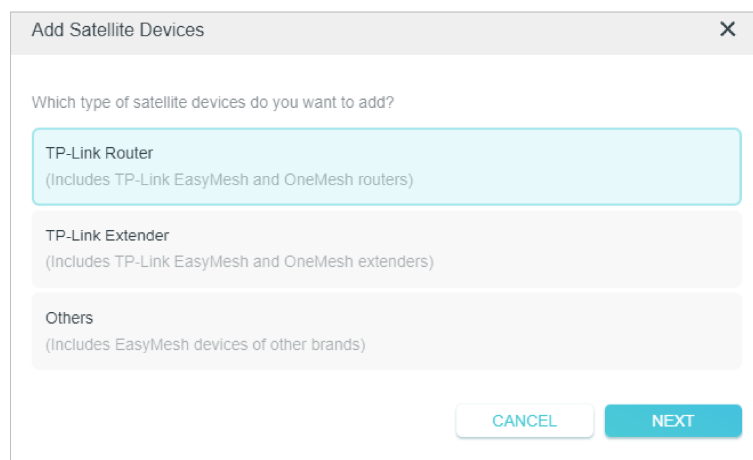 Add Satellite Devices
Which type of satellite devices do you want to add?
TP-Link Router
(Includes TP-Link EasyMesh and OneMesh routers)
TP-Link Extender
(Includes TP-Link EasyMesh and OneMesh extenders)
Others
(Includes EasyMesh devices of other brands)
CANCEL NEXT